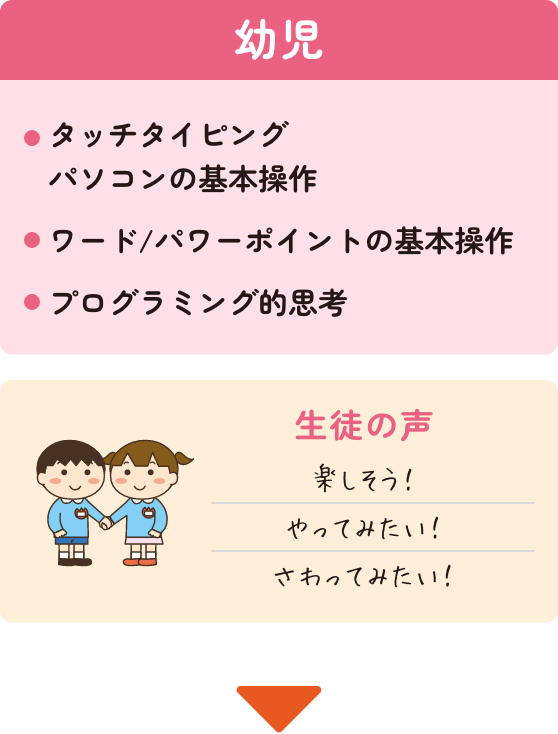 幼児
タッチタイピング
パソコンの基本操作
ワード/パワーポイントの基本操作
プログラミング的思考
生徒の声
楽しそう!
やってみたい!
さわってみたい!